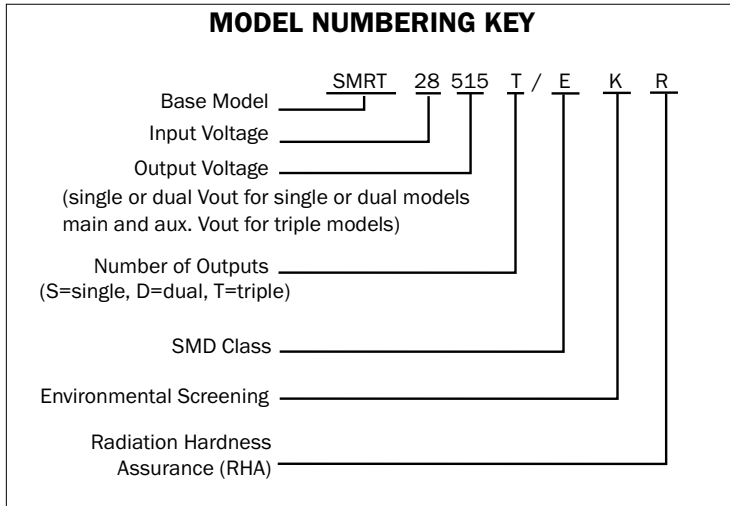 MODEL NUMBERING KEY
SMRT 28 515 T / E K R
Base Model
Input Voltage
Output Voltage
(single or dual Vout for single or dual models
main and aux. Vout for triple models)
Number of Outputs
(S=single, D=dual, T=triple)
SMD Class
Environmental Screening
Radiation Hardness
Assurance (RHA)